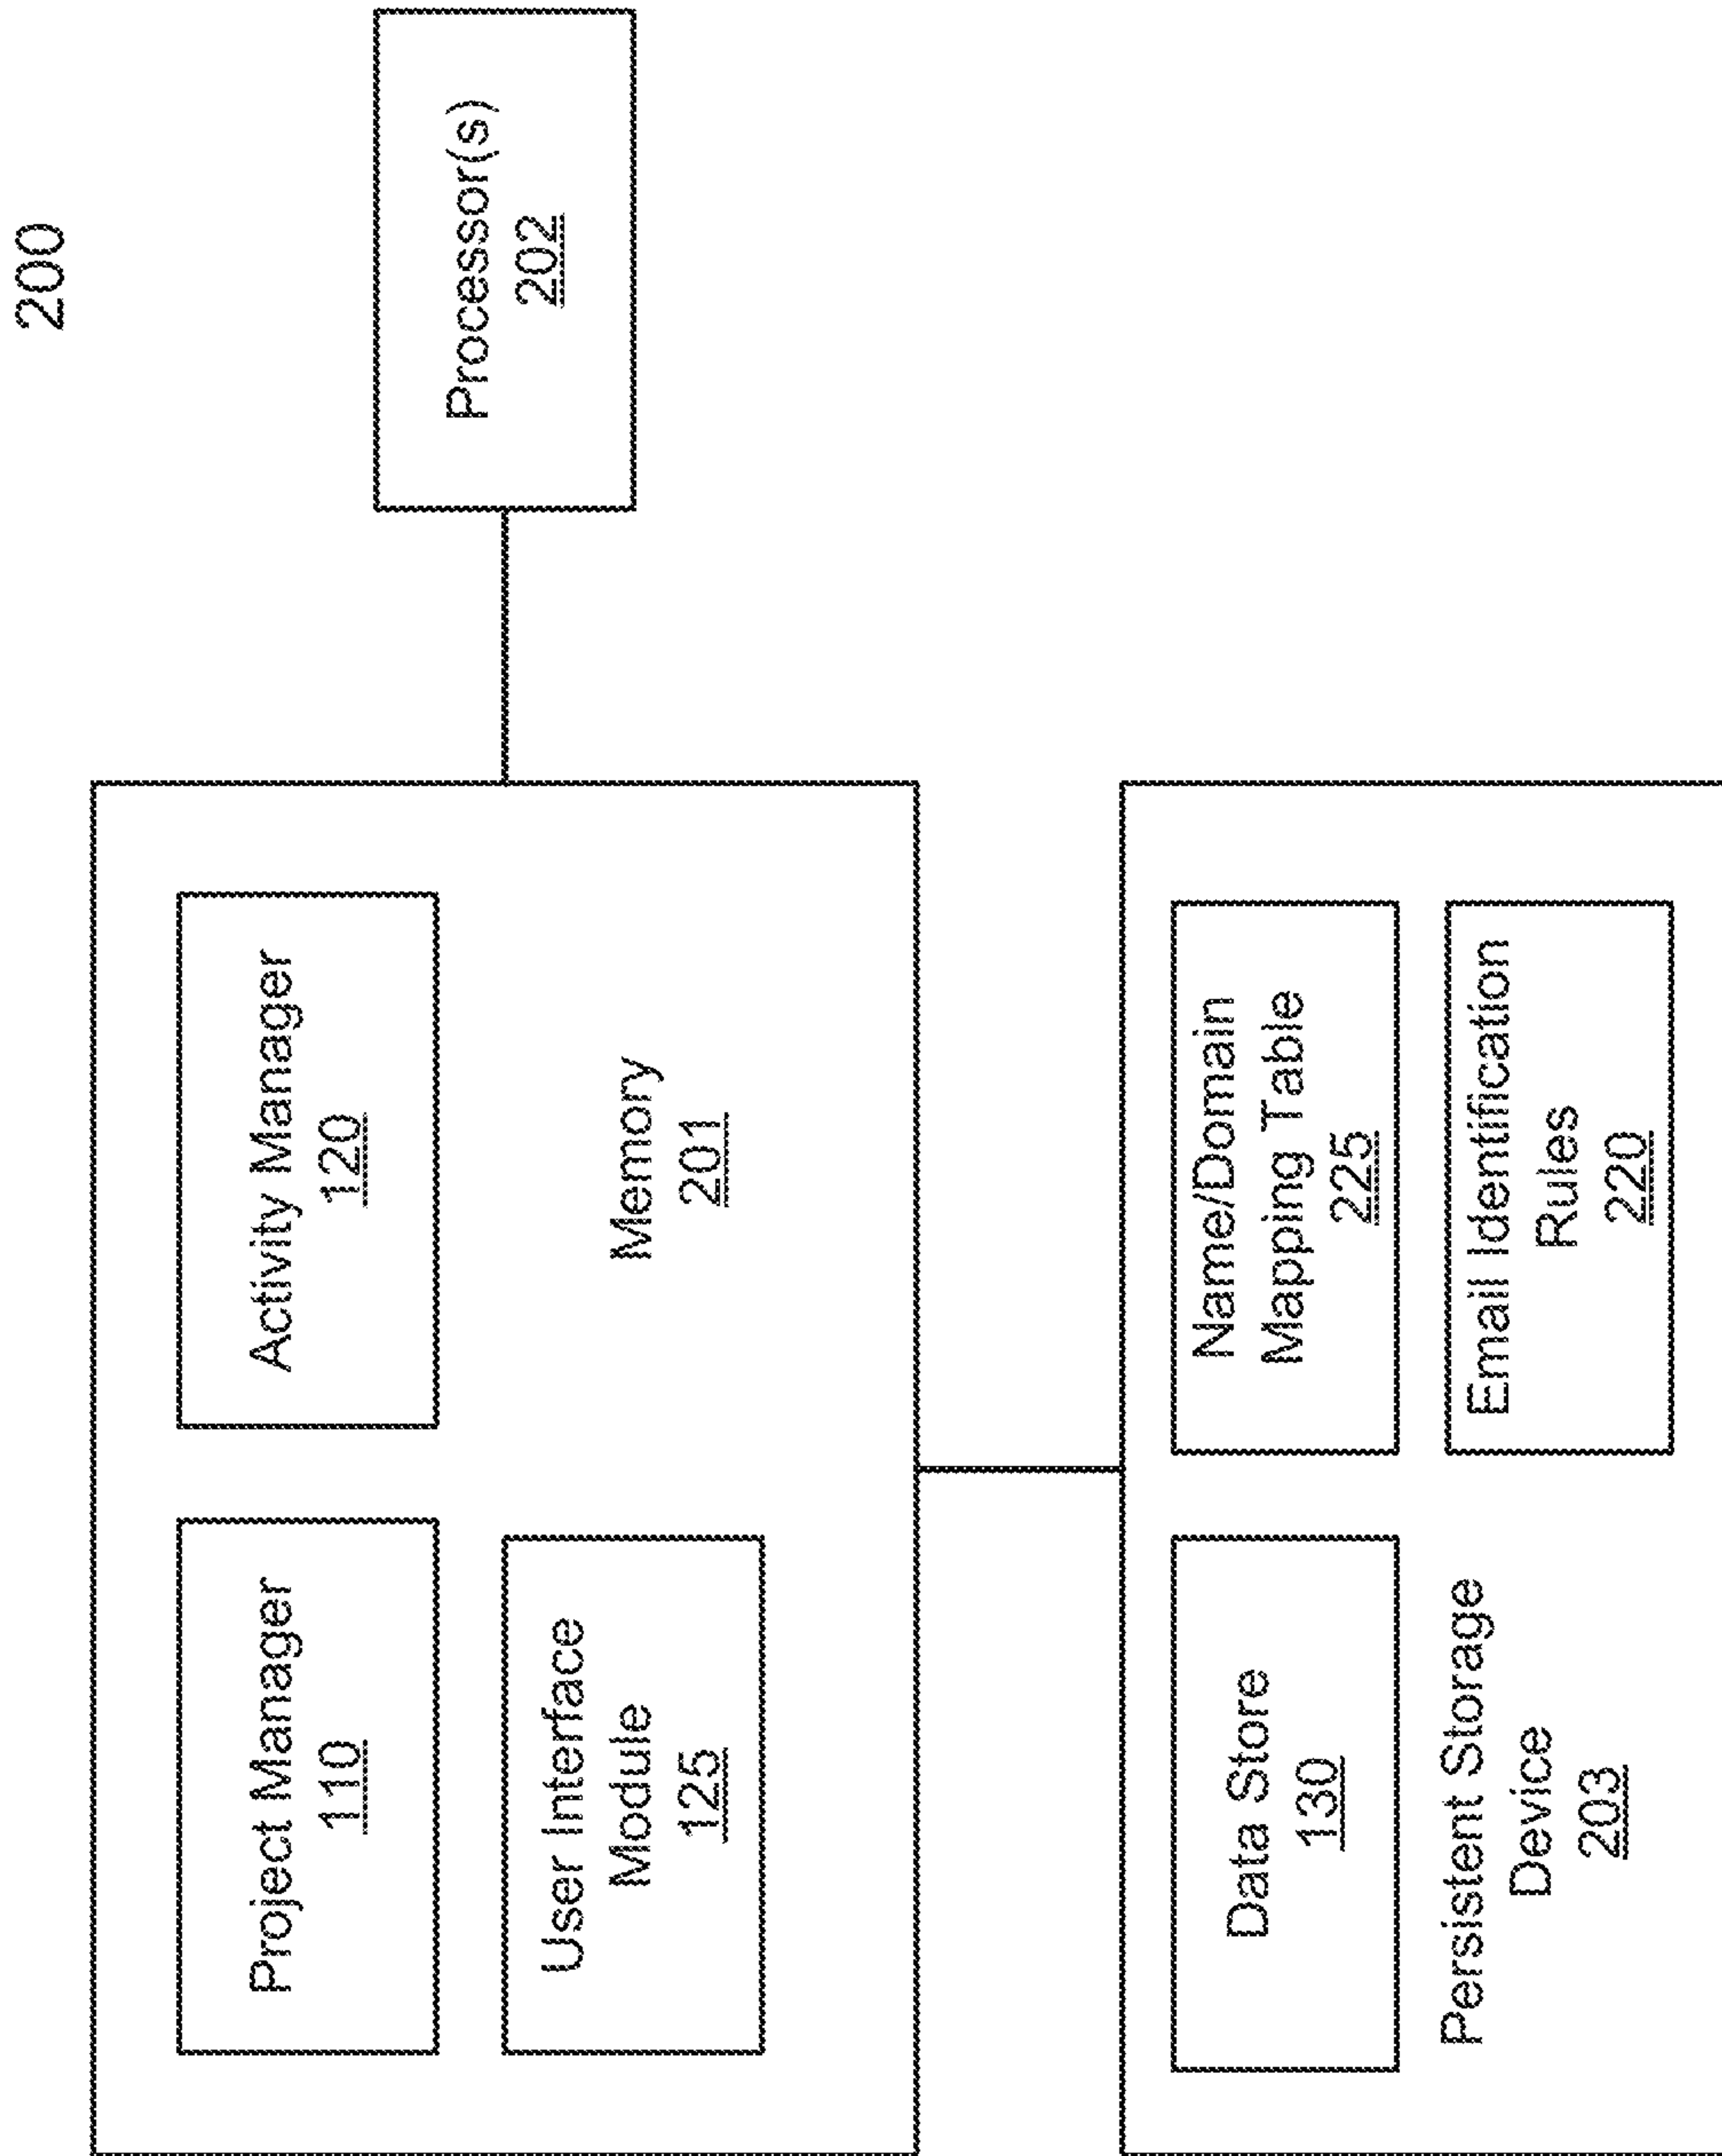 200
Project Manager
110
Activity Manager
120
User Interface
Module
125
Memory
201
Processor(s)
202
Data Store
130
Name/Domain
Mapping Table
225
Persistent Storage
Device
203
Email Identification
Rules
220